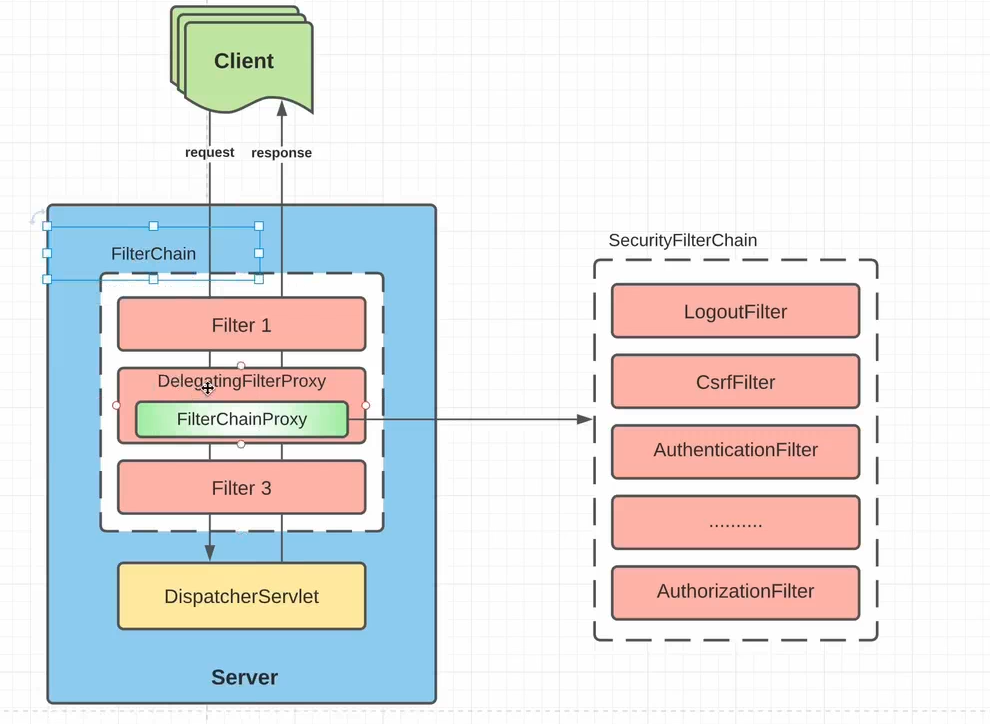 Client
request
response
FilterChain
Filter 1
DelegatingFilterProxy
FilterChainProxy
Filter 3
DispatcherServlet
Server
SecurityFilterChain
LogoutFilter
CsrfFilter
AuthenticationFilter
..........
AuthorizationFilter